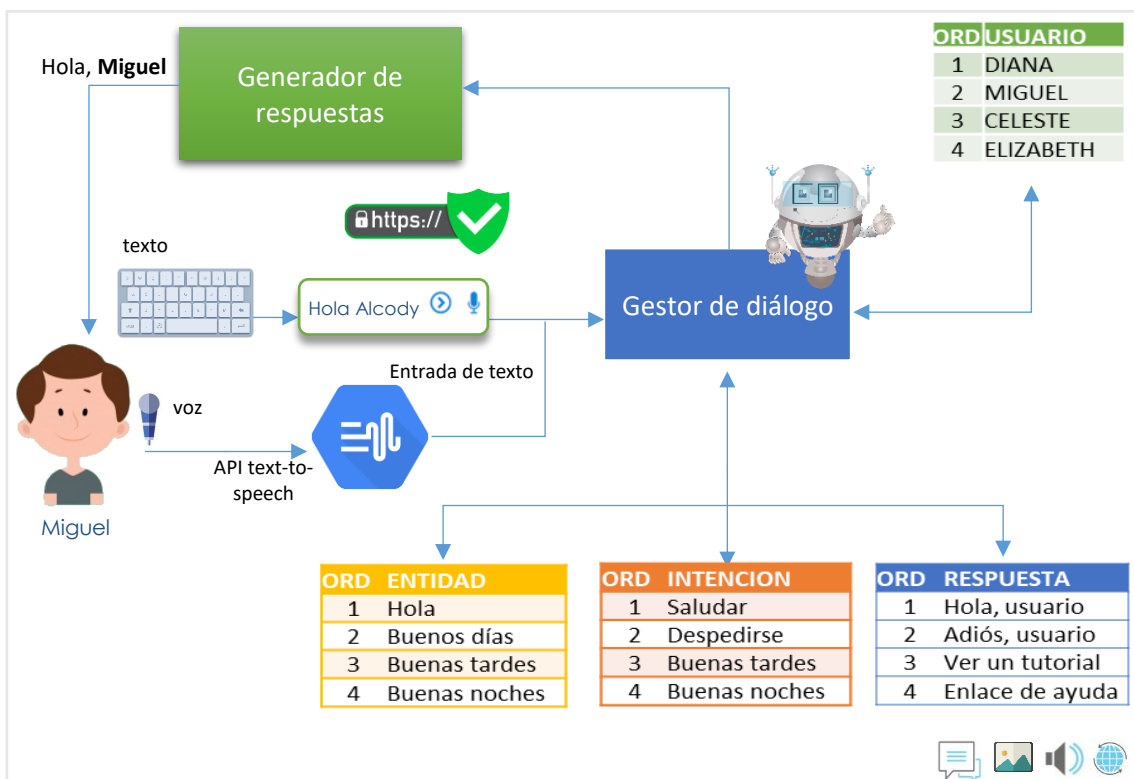 Hola, Miguel
Generador de
respuestas
ORD USUARIO
1 DIANA
2 MIGUEL
3 CELESTE
4 ELIZABETH
https://
texto
Hola Alcody
Gestor de diálogo
Entrada de texto
voz
API text-to-
speech
Miguel
ORD ENTIDAD
1 Hola
2 Buenos días
3 Buenas tardes
4 Buenas noches
ORD INTENCION
1 Saludar
2 Despedirse
3 Buenas tardes
4 Buenas noches
ORD RESPUESTA
1 Hola, usuario
2 Adiós, usuario
3 Ver un tutorial
4 Enlace de ayuda